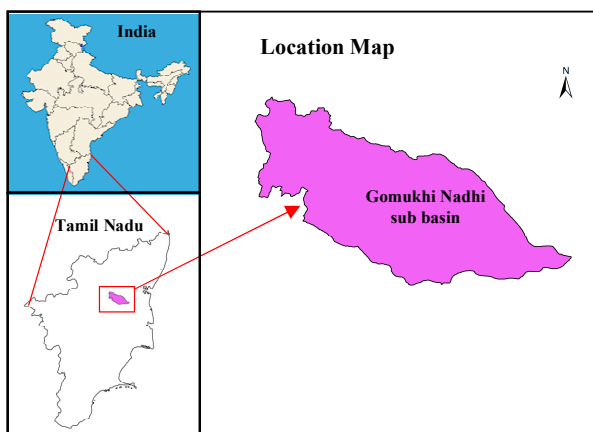 India
Location Map
N
Tamil Nadu
Gomukhi Nadhi
sub basin